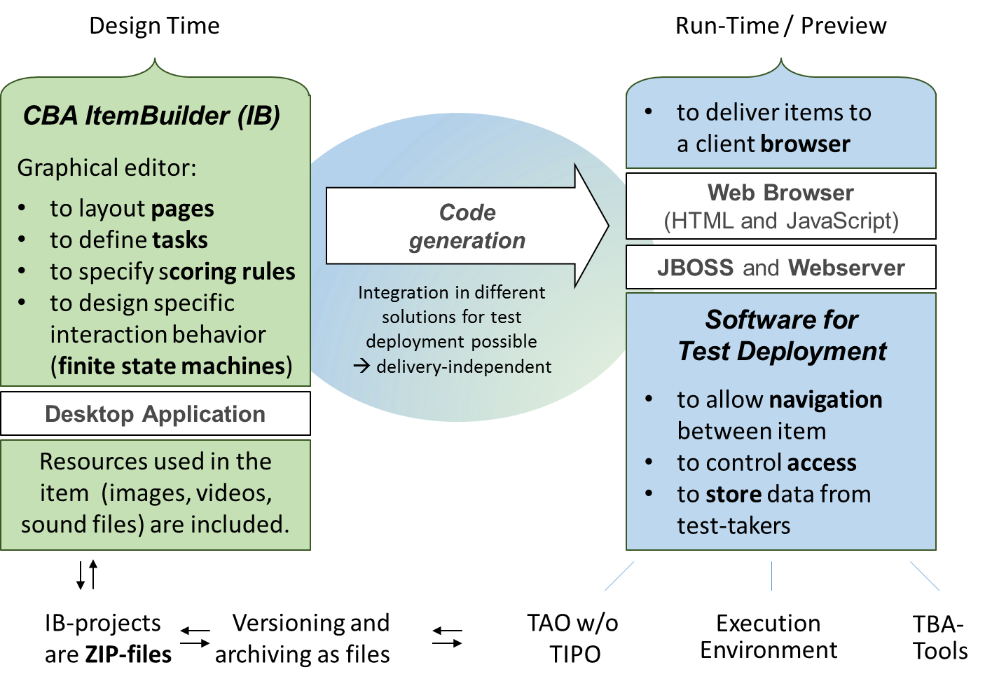 Design Time
CBA ItemBuilder (IB)
Graphical editor:
• to layout pages
• to define tasks
• to specify scoring rules
• to design specific
interaction behavior
(finite state machines)
Desktop Application
Resources used in the
item (images, videos,
sound files) are included.
Code
generation
Integration in different
solutions for test
deployment possible
→ delivery-independent
Run-Time / Preview
• to deliver items to
a client browser
Web Browser
(HTML and JavaScript)
JBOSS and Webserver
Software for
Test Deployment
• to allow navigation
between item
• to control access
• to store data from
test-takers
IB-projects
are ZIP-files
Versioning and
archiving as files
TAO w/o
TIPO
Execution
Environment
TBA-
Tools